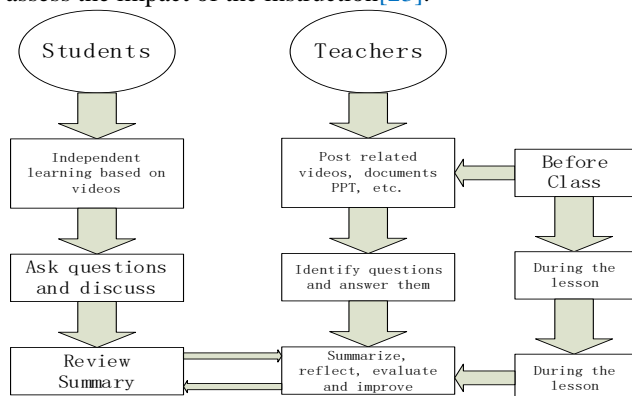 assess the impact of the instruction[23].
Students
Teachers
Independent
learning based on
videos
Post related
videos, documents
PPT, etc.
Before
Class
Ask questions
and discuss
Identify questions
and answer them
During the
lesson
Review
Summary
Summarize,
reflect, evaluate
and improve
During the
lesson